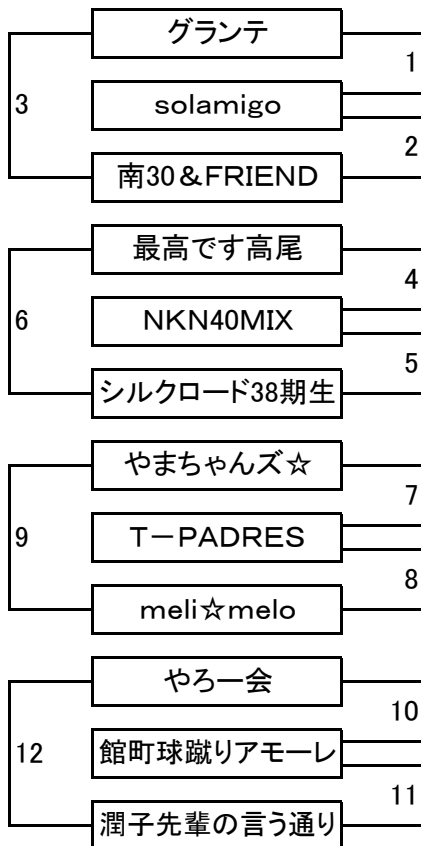 グランテ
1
3
solamigo
2
南30&FRIEND
最高です高尾
4
6
NKN40MIX
5
シルクロード38期生
やまちゃんズ☆
7
9
T-PADRES
8
meli☆melo
やろー会
10
12
館町球蹴りアモーレ
11
潤子先輩の言う通り